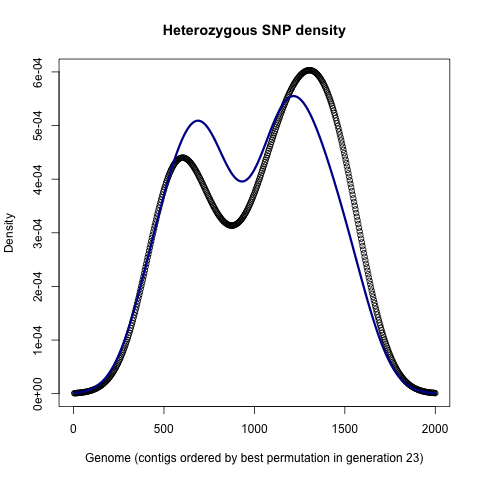 Heterozygous SNP density
6e-04
5e-04
4e-04
3e-04
2e-04
1e-04
0e+00
Density
0 500 1000 1500 2000
Genome (contigs ordered by best permutation in generation 23)